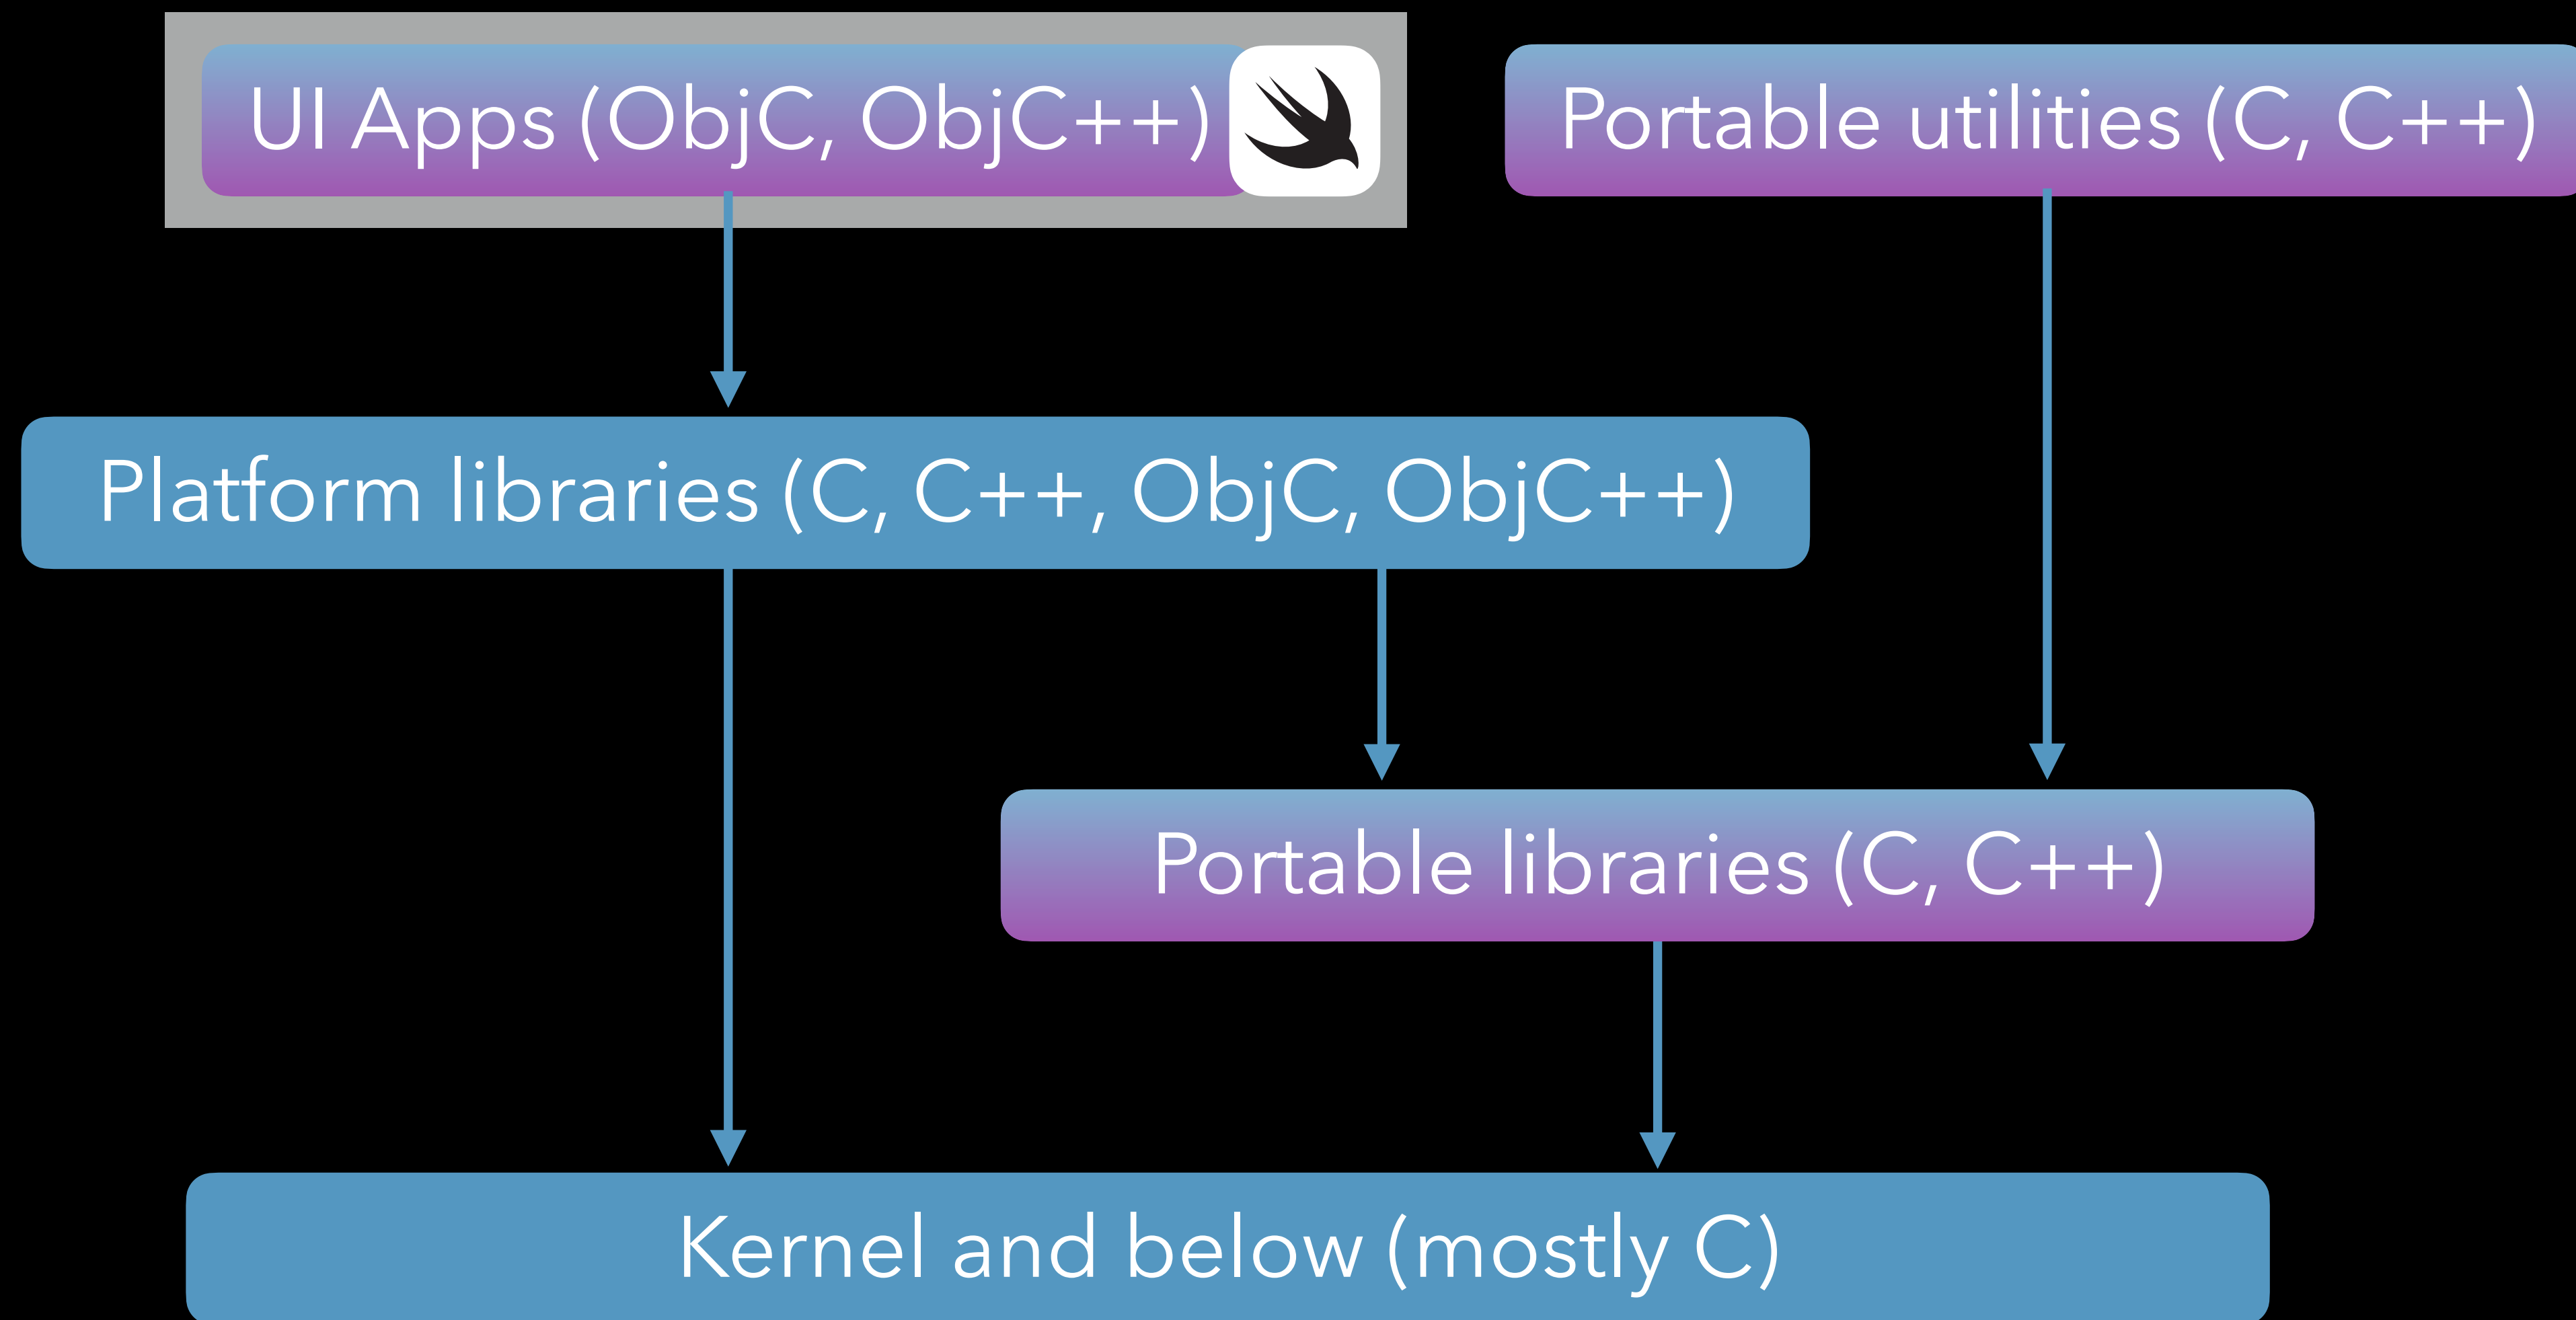 UI Apps (ObjC, ObjC++)
Portable utilities (C, C++)
Platform libraries (C, C++, ObjC, ObjC++)
Portable libraries (C, C++)
Kernel and below (mostly C)